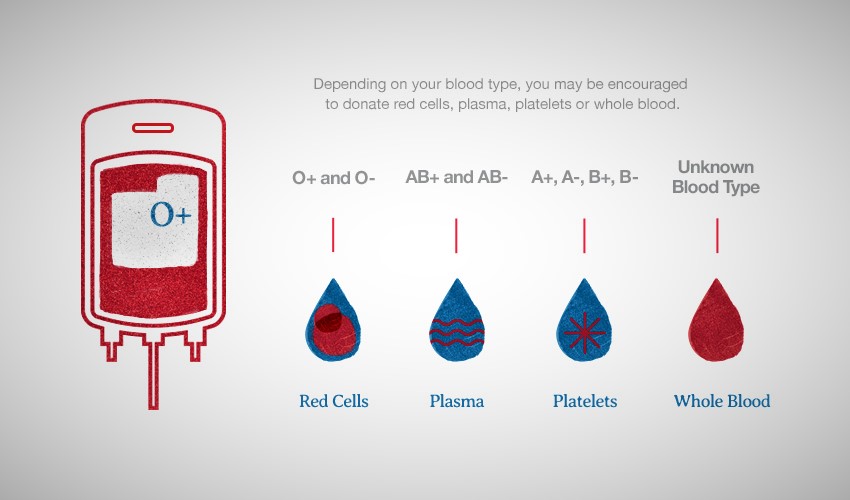 Depending on your blood type, you may be encouraged
to donate red cells, plasma, platelets or whole blood.
O+
O+ and O-
AB+ and AB-
A+, A-, B+, B-
Unknown
Blood Type
Red Cells
Plasma
Platelets
Whole Blood